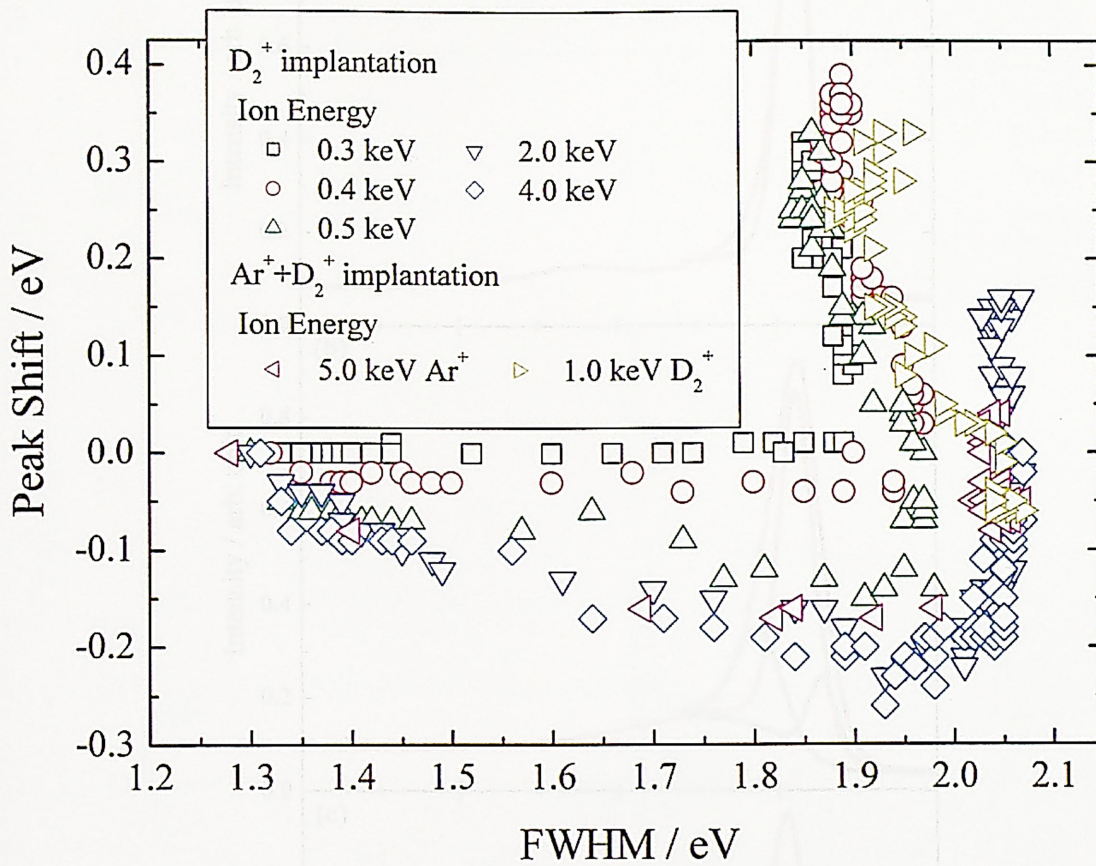 D₂⁺ implantation
Ion Energy
0.3 keV
2.0 keV
0.4 keV
4.0 keV
0.5 keV
Ar⁺+D₂⁺ implantation
Ion Energy
5.0 keV Ar⁺
1.0 keV D₂⁺
0.4
0.3
0.2
0.1
0.0
-0.1
-0.2
-0.3
Peak Shift / eV
1.2 1.3 1.4 1.5 1.6 1.7 1.8 1.9 2.0 2.1
FWHM / eV